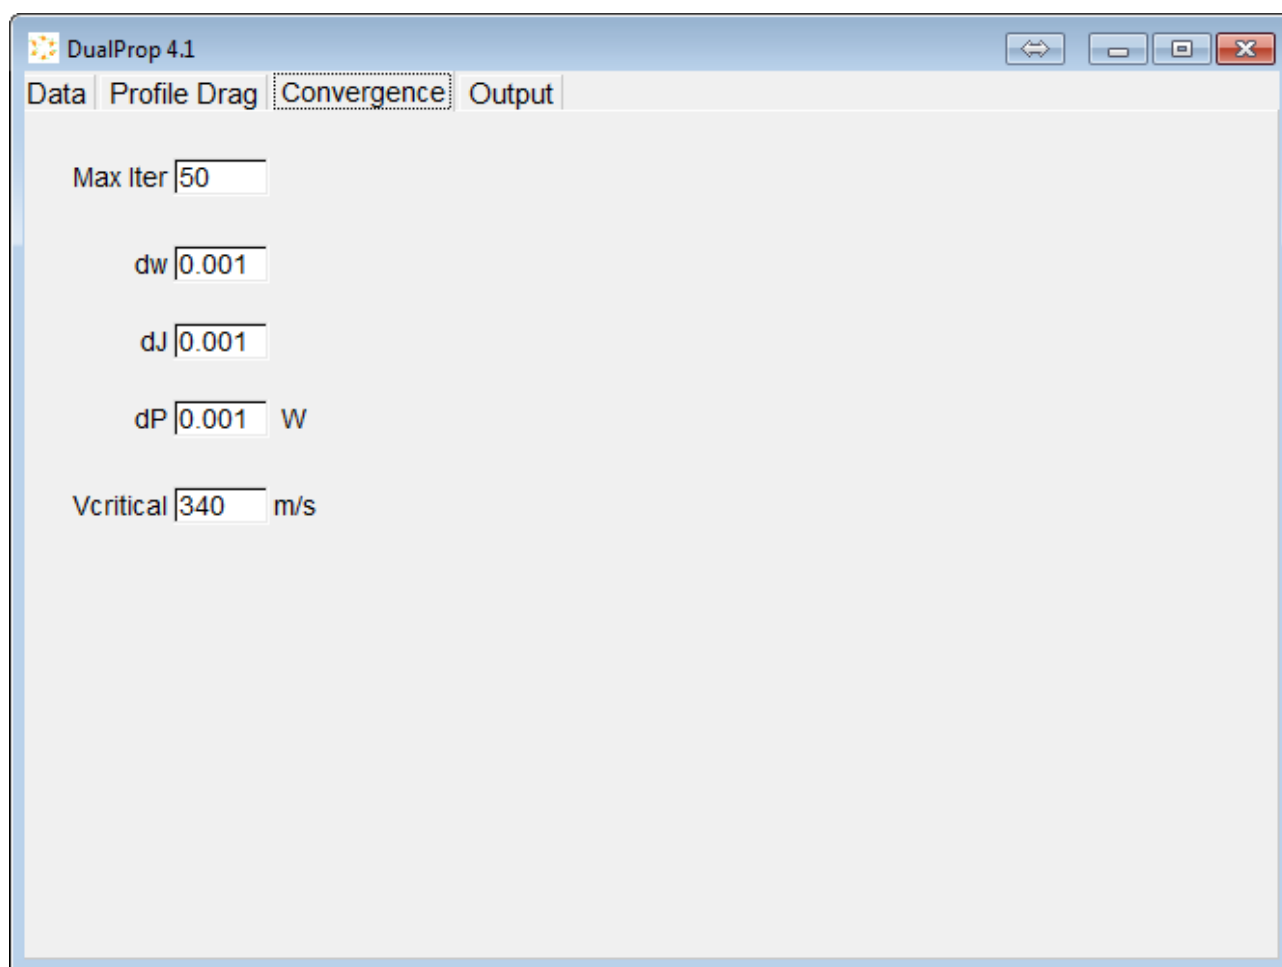 DualProp 4.1
Data Profile Drag Convergence Output
Max Iter 50
dw 0.001
dJ 0.001
dP 0.001 W
Vcritical 340 m/s